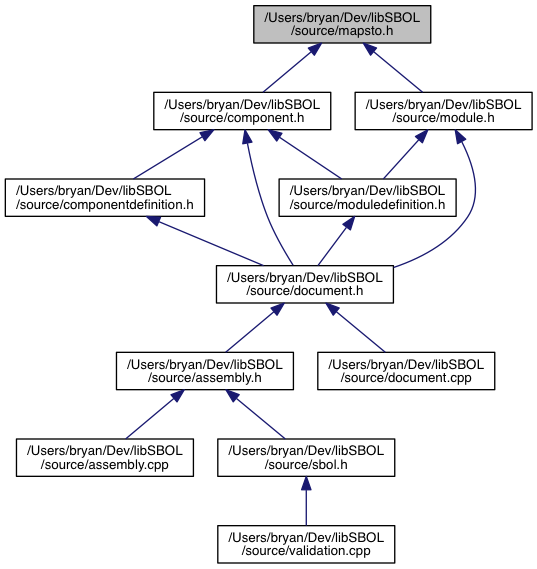 /Users/bryan/Dev/libSBOL
/source/mapsto.h
/Users/bryan/Dev/libSBOL
/source/component.h
/Users/bryan/Dev/libSBOL
/source/module.h
/Users/bryan/Dev/libSBOL
/source/componentdefinition.h
/Users/bryan/Dev/libSBOL
/source/moduledefinition.h
/Users/bryan/Dev/libSBOL
/source/document.h
/Users/bryan/Dev/libSBOL
/source/assembly.h
/Users/bryan/Dev/libSBOL
/source/document.cpp
/Users/bryan/Dev/libSBOL
/source/assembly.cpp
/Users/bryan/Dev/libSBOL
/source/sbol.h
/Users/bryan/Dev/libSBOL
/source/validation.cpp